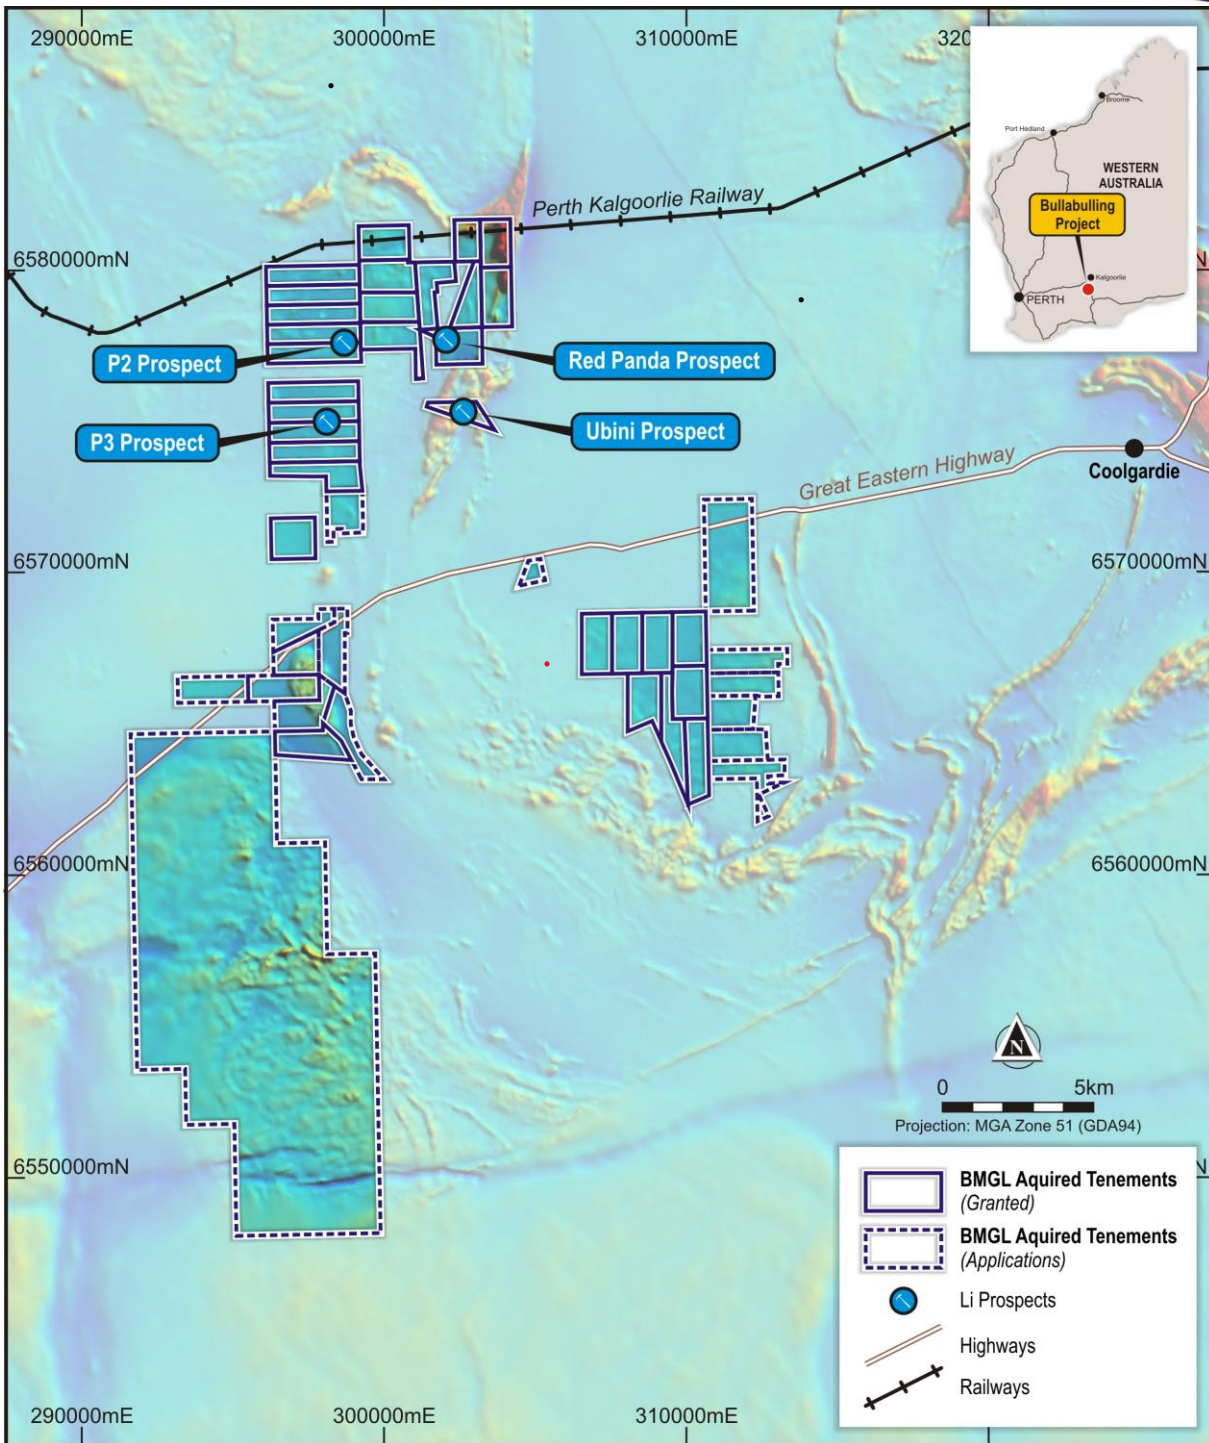 290000mE
300000mE
310000mE
320
Broome
Port Hedland
WESTERN
AUSTRALIA
Bullabulling
Project
Kalgoorlie
PERTH
Perth Kalgoorlie Railway
6580000mN
N
P2 Prospect
Red Panda Prospect
P3 Prospect
Ubini Prospect
Great Eastern Highway
Coolgardie
6570000mN
6570000mN
6560000mN
6560000mN
N
0
5km
Projection: MGA Zone 51 (GDA94)
6550000mN
N
BMGL Aquired Tenements
(Granted)
BMGL Aquired Tenements
(Applications)
Li Prospects
Highways
Railways
290000mE
300000mE
310000mE